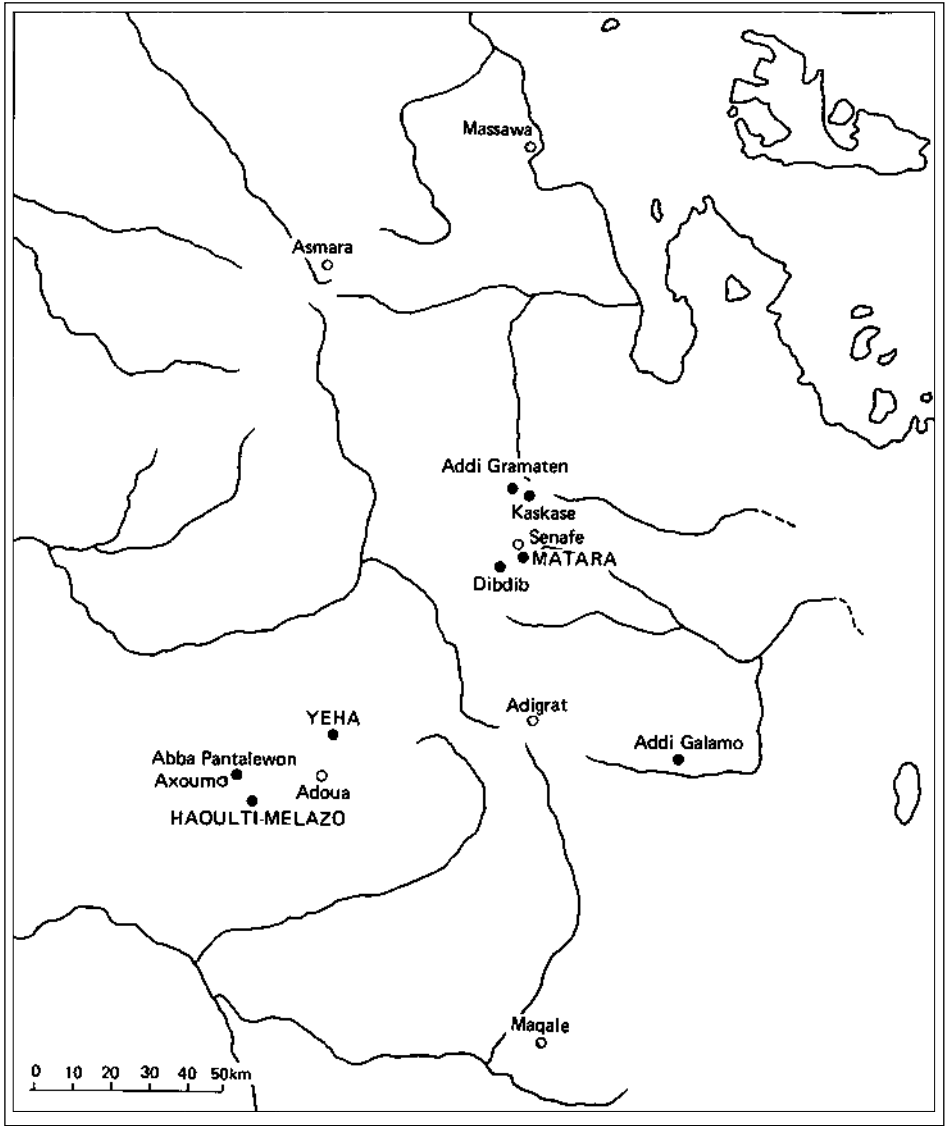 Massawa
Asmara
Addi Gramaten
Kaskase
Senafe
MATARA
Dibdib
Adigrat
YEHA
Addi Galamo
Abba Pantalewon
Axoum
Adoua
HAOULTI-MELAZO
Maqale
0 10 20 30 40 50km